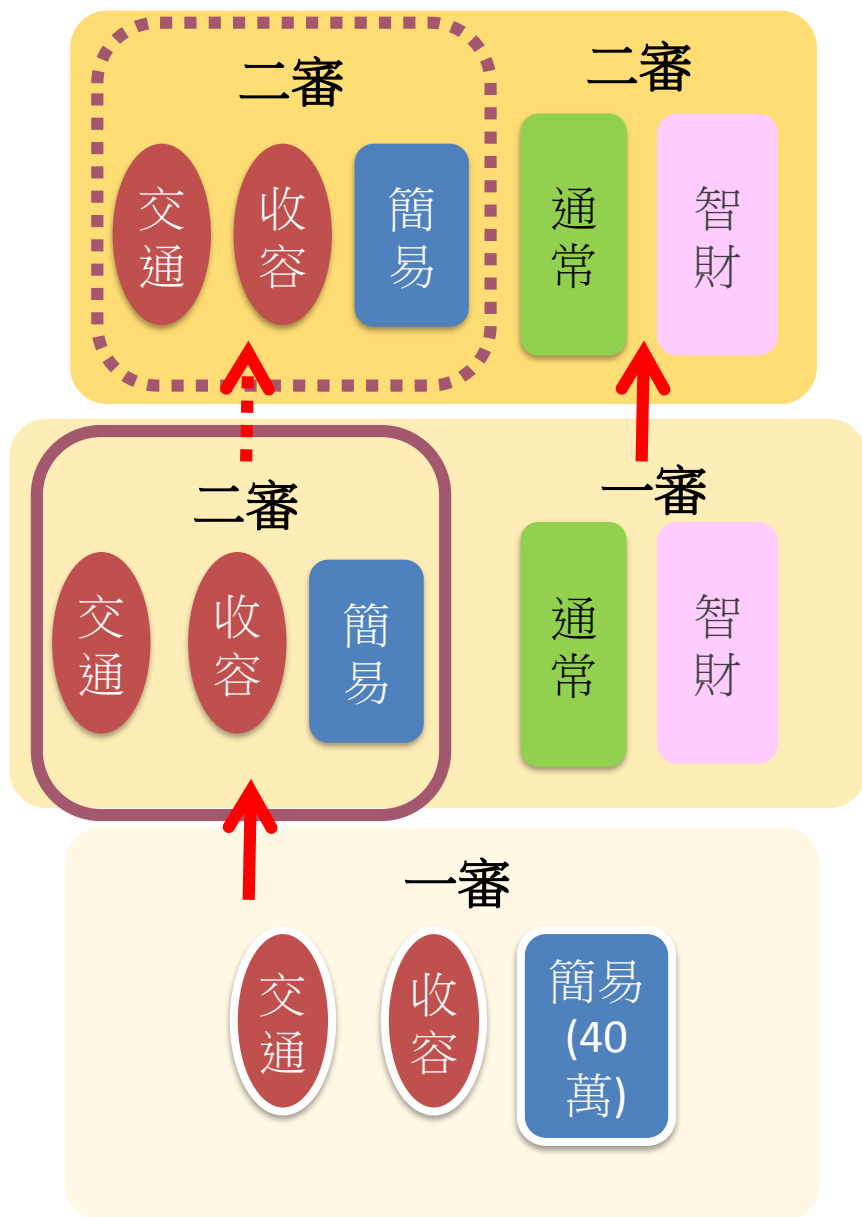 二審
二審
交
通
收
容
簡
易
通
常
智
財
二審
一審
交
通
收
容
簡
易
通
常
智
財
一審
交
通
收
容
簡易
(40
萬)